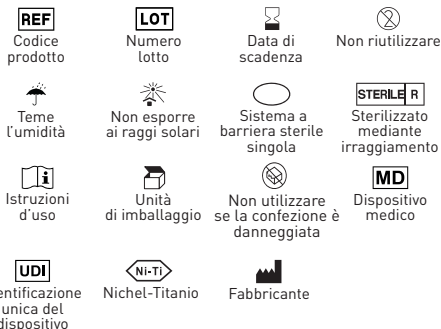 REF
Codice
prodotto
LOT
Numero
lotto
Data di
scadenza
Non riutilizzare
Teme
l'umidità
Non esporre
ai raggi solari
Sistema a
barriera sterile
singola
STERILE R
Sterilizzato
mediante
irraggiamento
i
Istruzioni
d'uso
Unità
di imballaggio
Non utilizzare
se la confezione è
danneggiata
MD
Dispositivo
medico
UDI
entificazione
unica del
dispositivo
Ni-Ti
Nichel-Titanio
Fabbricante